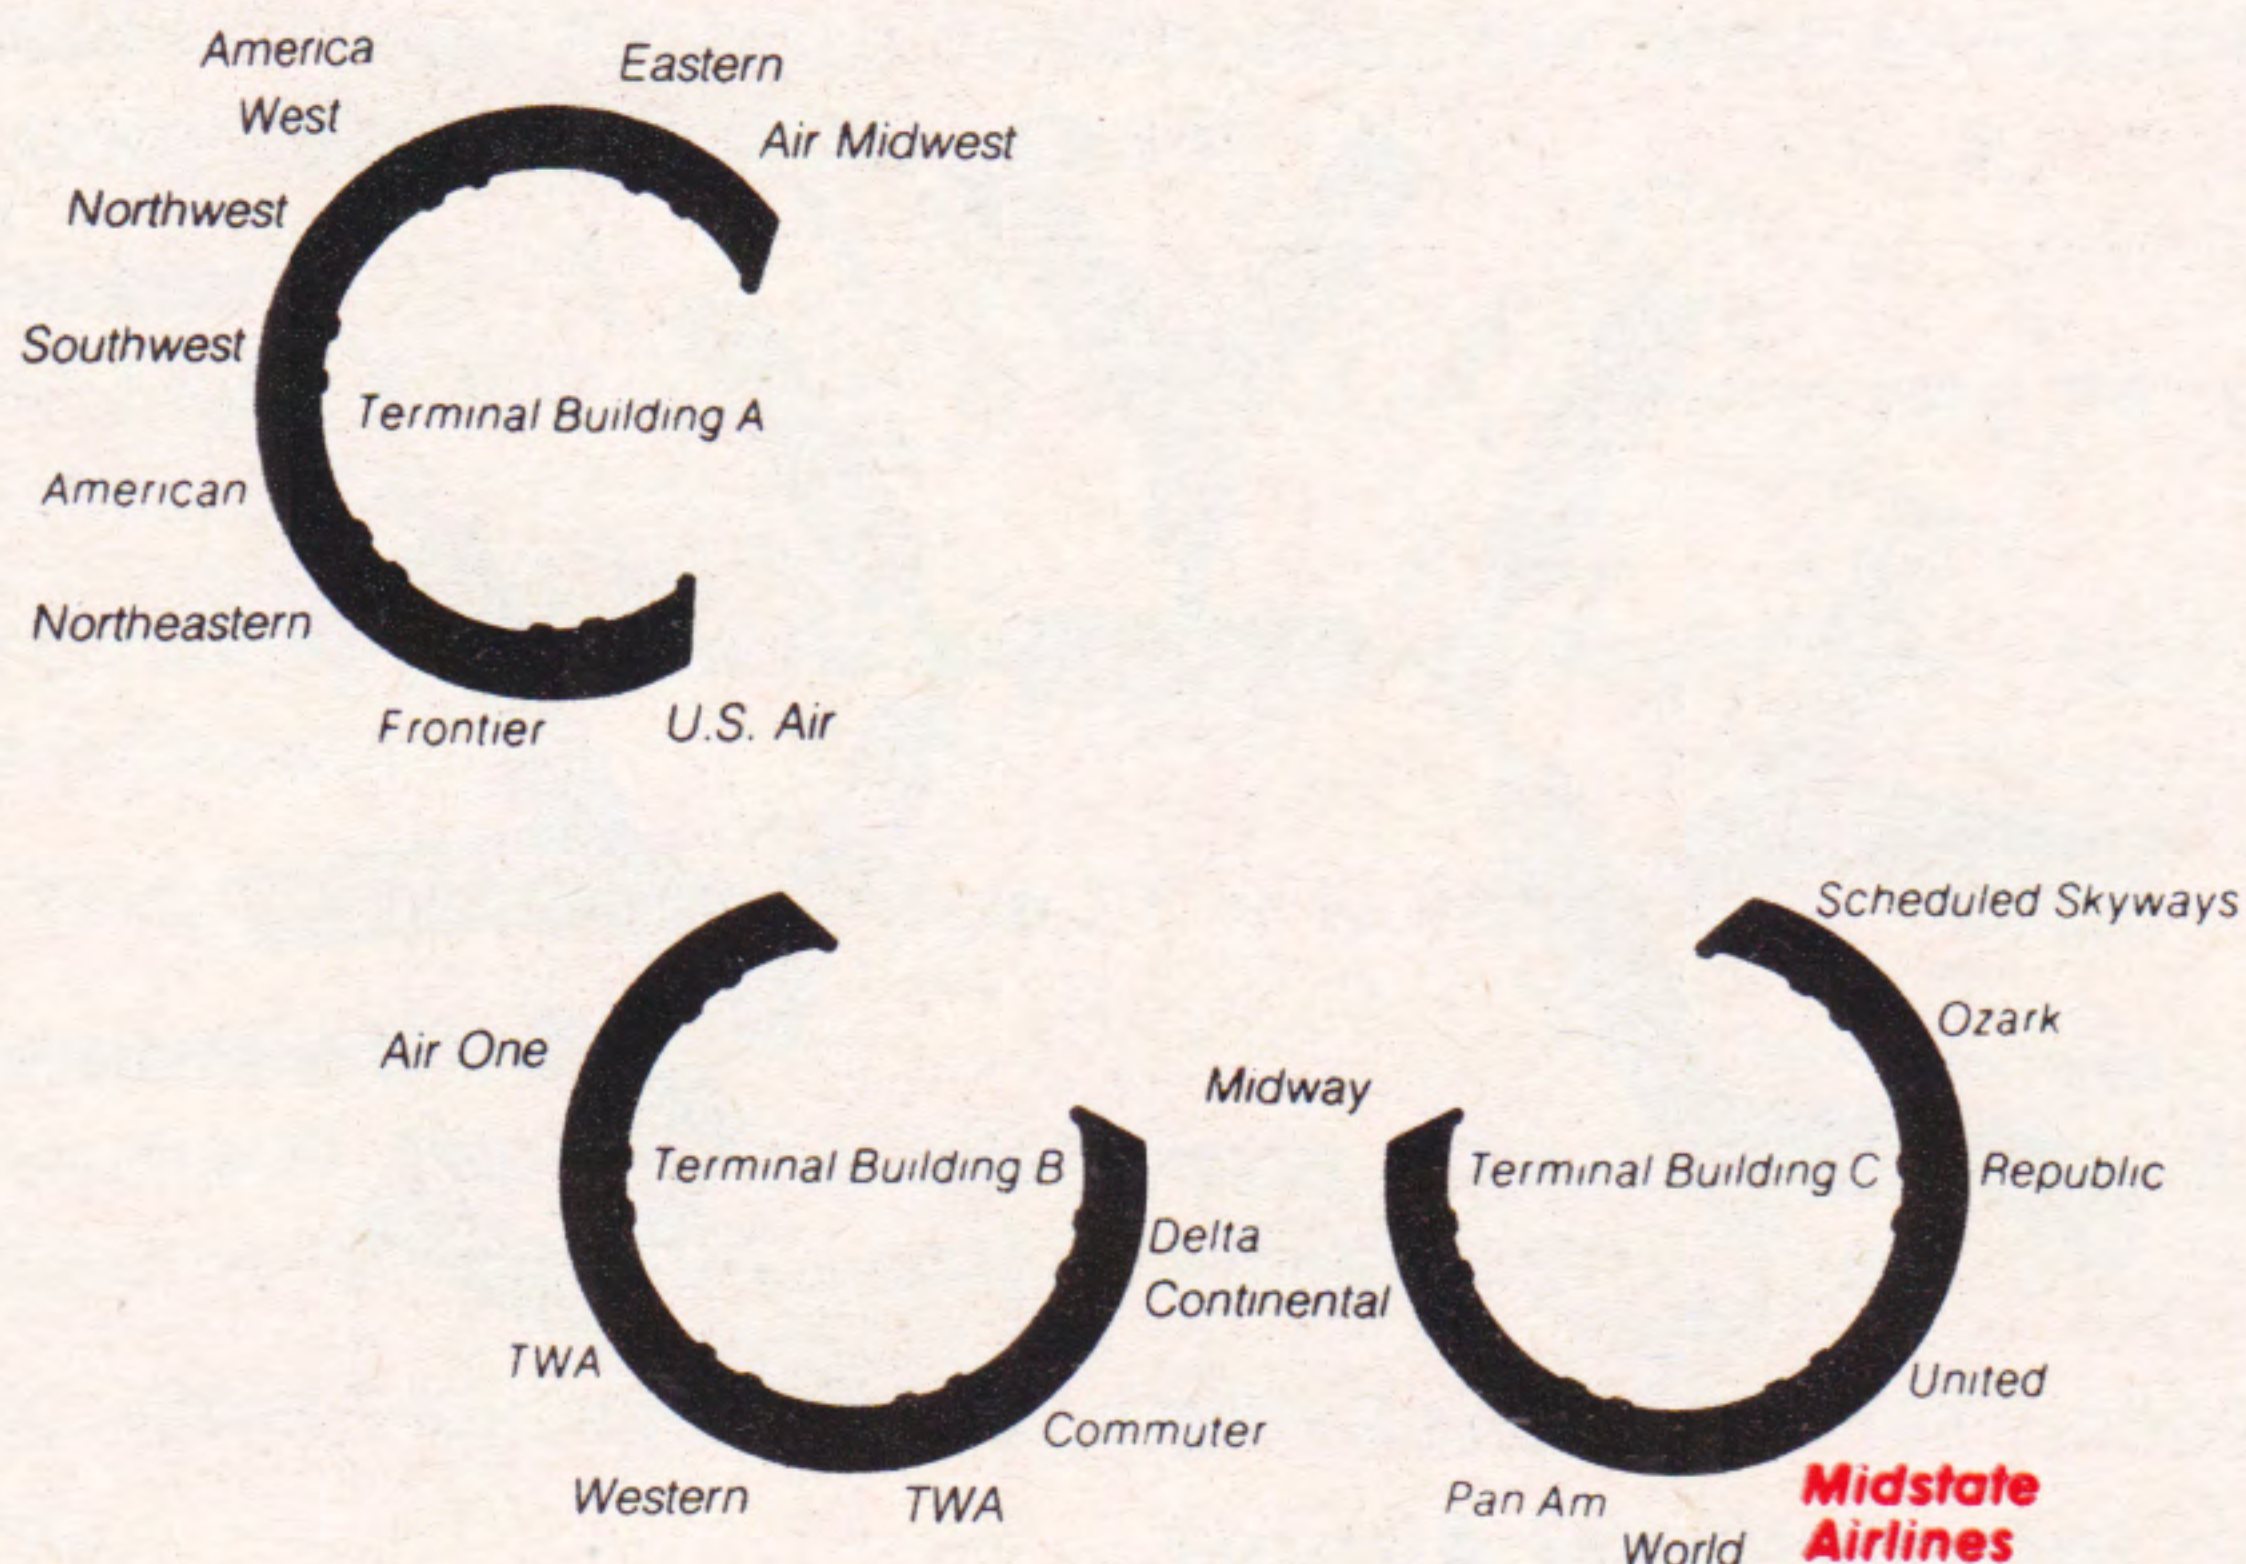 America
West
Eastern
Air Midwest
Northwest
Southwest
Terminal Building A
American
Northeastern
Frontier
U.S. Air
Air One
Terminal Building B
Delta
TWA
Commuter
Western
TWA
Scheduled Skyways
Ozark
Midway
Terminal Building C
Republic
Continental
United
Pan Am
World
Midstate
Airlines